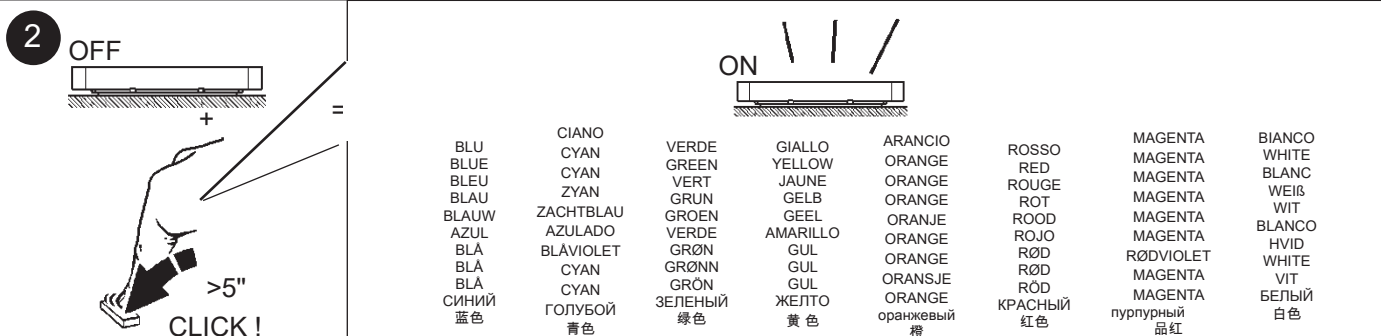 2
OFF
+
=
>5"
CLICK !
ON
BLU
BLUE
BLEU
BLAU
BLAUW
AZUL
BLÅ
BLÅ
BLÅ
СИНИЙ
蓝色
CIANO
CYAN
CYAN
ZYAN
ZACHTBLAU
AZULADO
BLÅVIOLET
CYAN
CYAN
ГОЛУБОЙ
青色
VERDE
GREEN
VERT
GRUN
GROEN
VERDE
GRØN
GRØNN
GRÖN
ЗЕЛЕНЫЙ
绿色
GIALLO
YELLOW
JAUNE
GELB
GEEL
AMARILLO
GUL
GUL
GUL
ЖЕЛТО
黄 色
ARANCIO
ORANGE
ORANGE
ORANGE
ORANJE
ORANGE
ORANGE
ORANSJE
ORANGE
оранжевый
橙
ROSSO
RED
ROUGE
ROT
ROOD
ROJO
RØD
RØD
RÖD
КРАСНЫЙ
红色
MAGENTA
MAGENTA
MAGENTA
MAGENTA
MAGENTA
MAGENTA
RØDVIOLET
MAGENTA
MAGENTA
пурпурный
品红
BIANCO
WHITE
BLANC
WEIß
WIT
BLANCO
HVID
WHITE
VIT
БЕЛЫЙ
白色